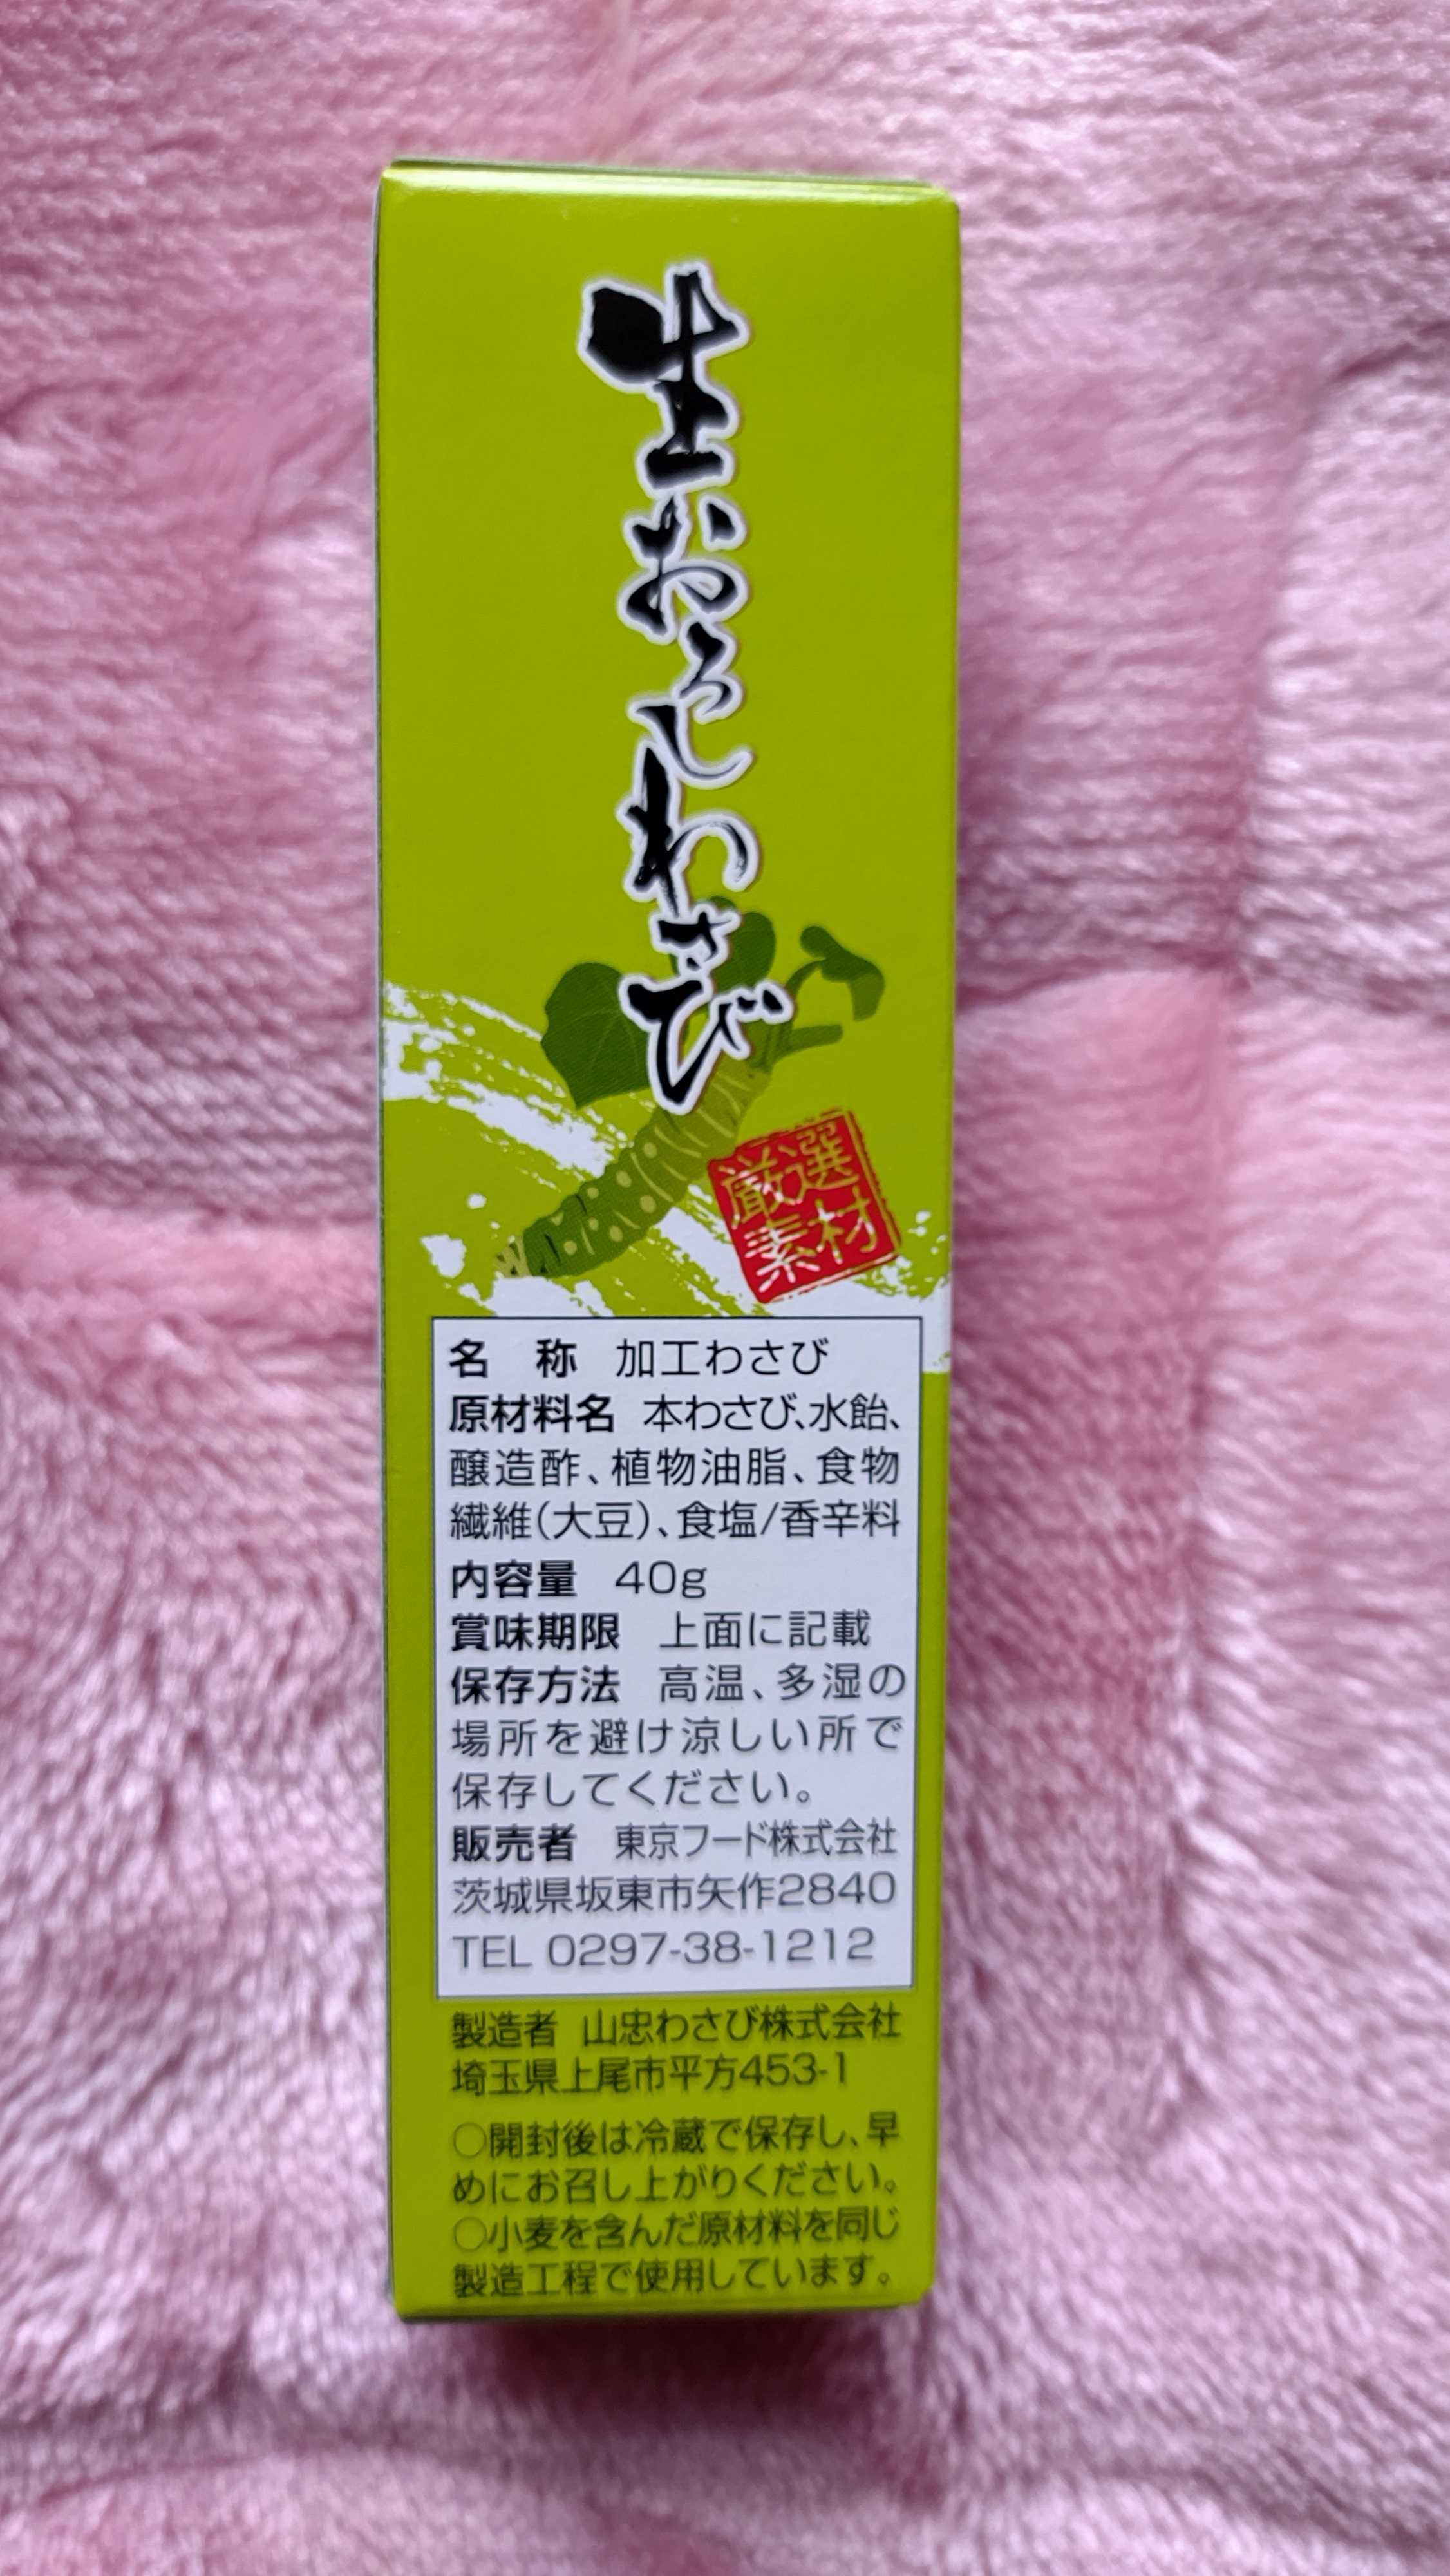 生おろしわさび
厳選
素材
名　称　加工わさび
原材料名　本わさび、水飴、
醸造酢、植物油脂、食物
繊維(大豆)、食塩/香辛料
内容量　40g
賞味期限　上面に記載
保存方法　高温、多湿の
場所を避け涼しい所で
保存してください。
販売者　東京フード株式会社
茨城県坂東市矢作2840
TEL 0297-38-1212
製造者　山忠わさび株式会社
埼玉県上尾市平方453-1
○開封後は冷蔵で保存し、早
めにお召し上がりください。
○小麦を含んだ原材料を同じ
製造工程で使用しています。